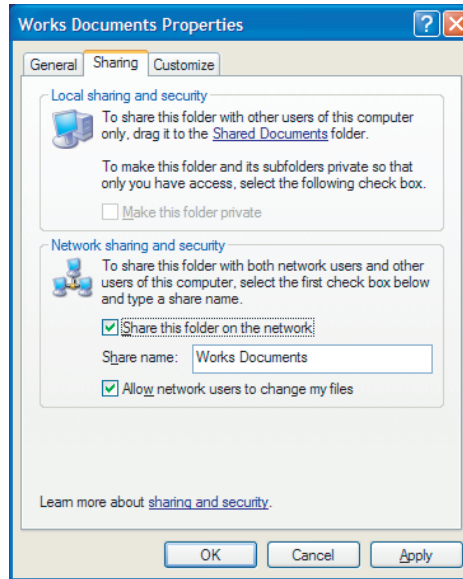 Works Documents Properties
General Sharing Customize
Local sharing and security
To share this folder with other users of this computer
only, drag it to the Shared Documents folder.
To make this folder and its subfolders private so that
only you have access, select the following check box.
Make this folder private
Network sharing and security
To share this folder with both network users and other
users of this computer, select the first check box below
and type a share name.
Share this folder on the network
Share name: Works Documents
Allow network users to change my files
Learn more about sharing and security.
OK Cancel Apply